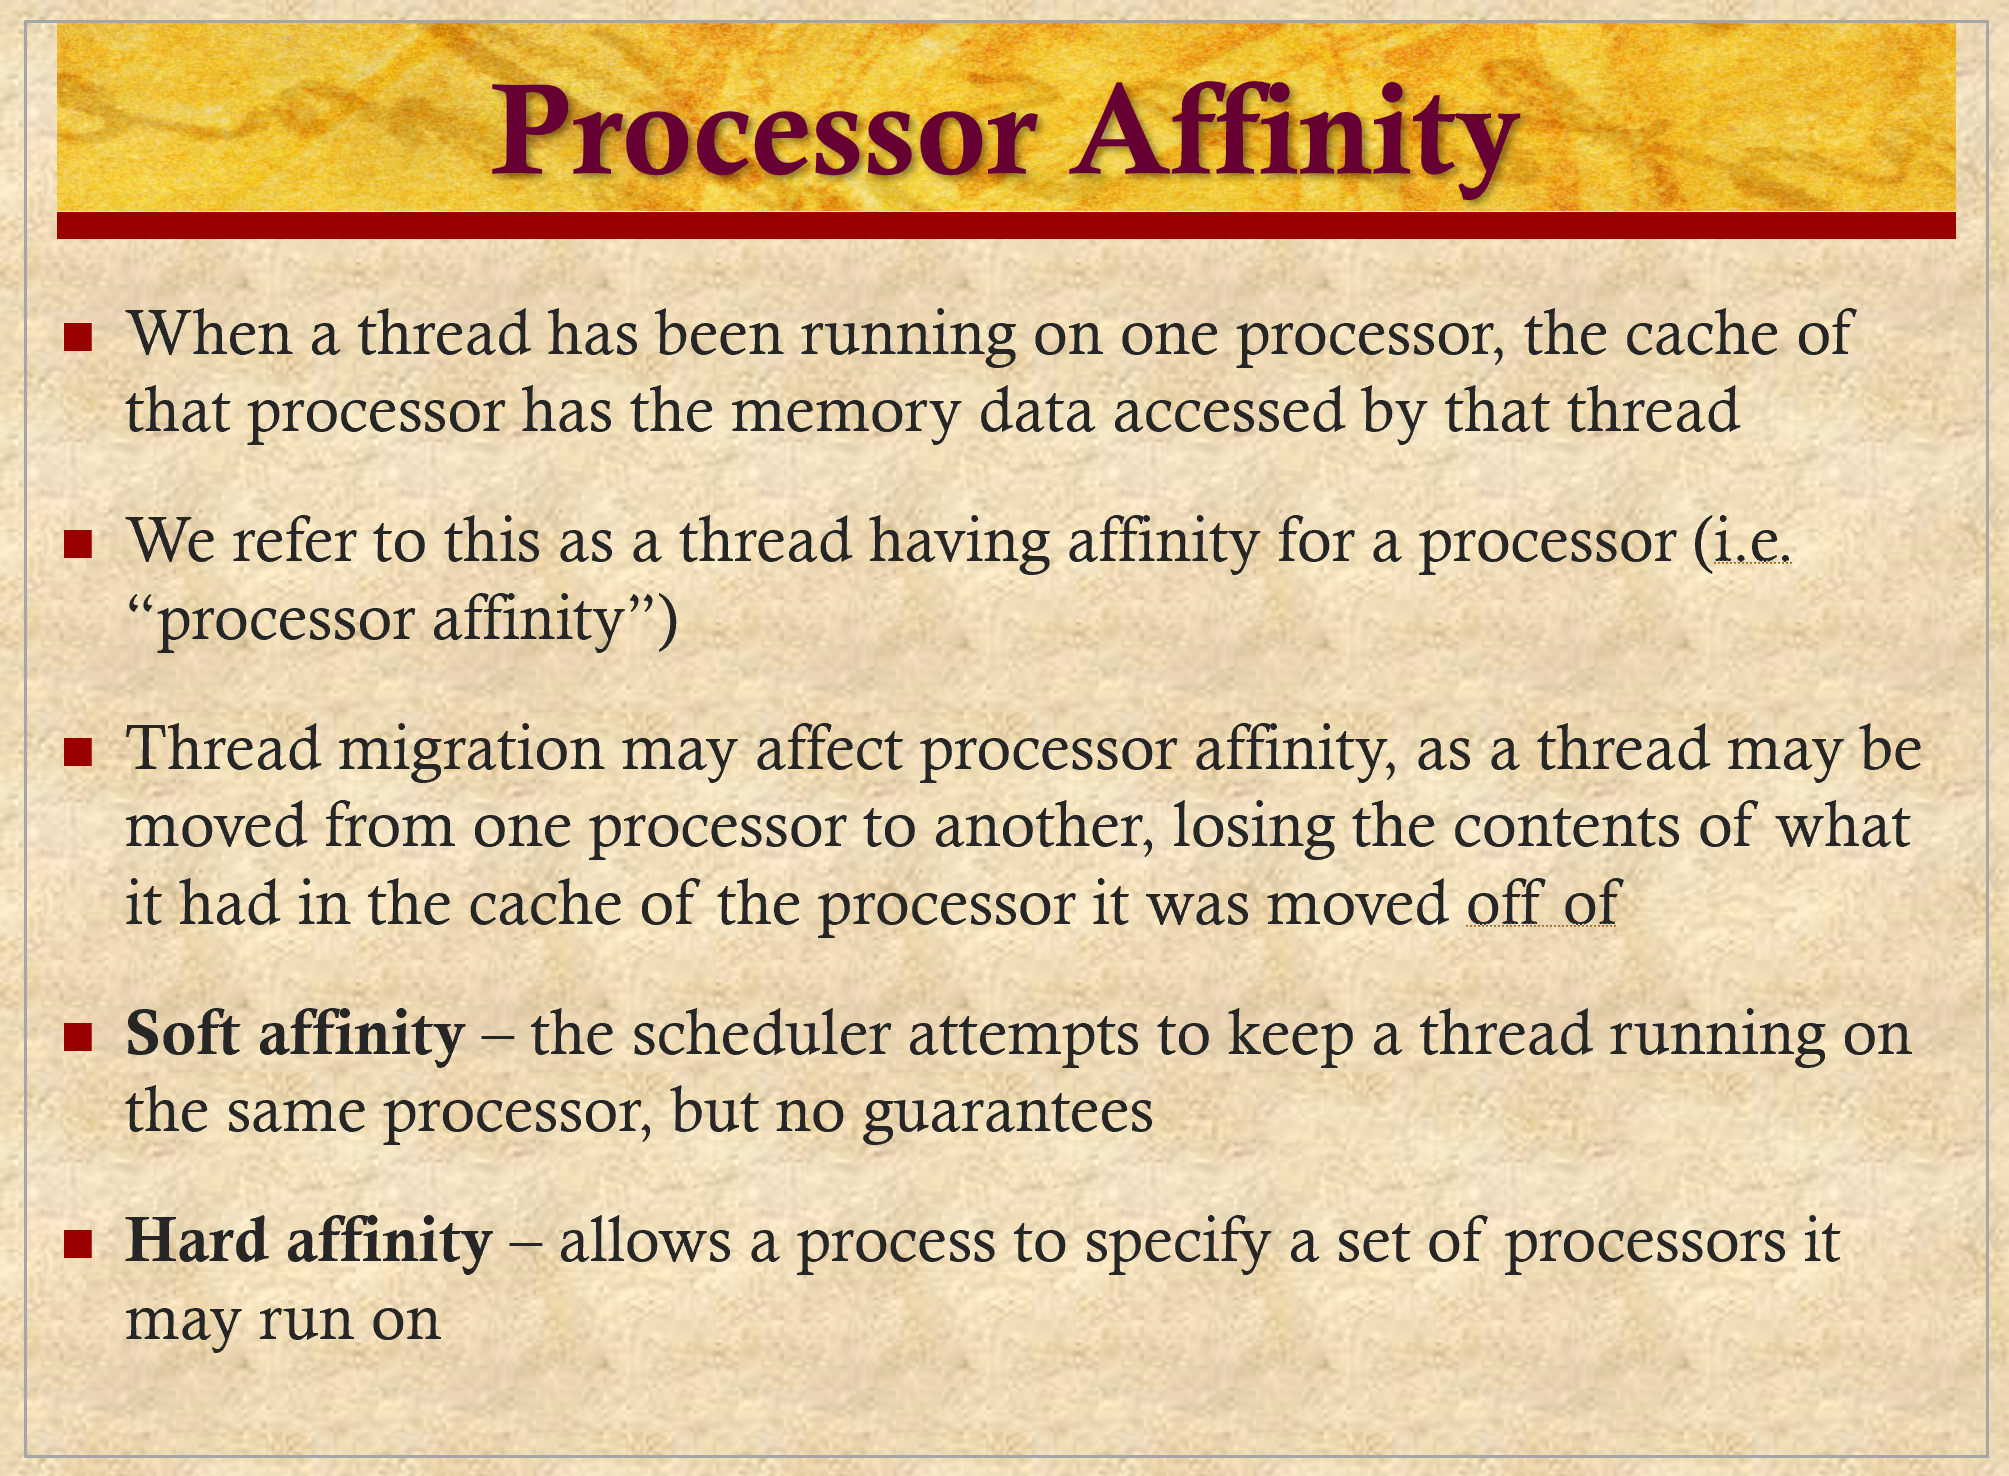 Processor Affinity
When a thread has been running on one processor, the cache of
that processor has the memory data accessed by that thread
We refer to this as a thread having affinity for a processor (i.e.
“processor affinity”)
Thread migration may affect processor affinity, as a thread may be
moved from one processor to another, losing the contents of what
it had in the cache of the processor it was moved off of
Soft affinity – the scheduler attempts to keep a thread running on
the same processor, but no guarantees
Hard affinity – allows a process to specify a set of processors it
may run on